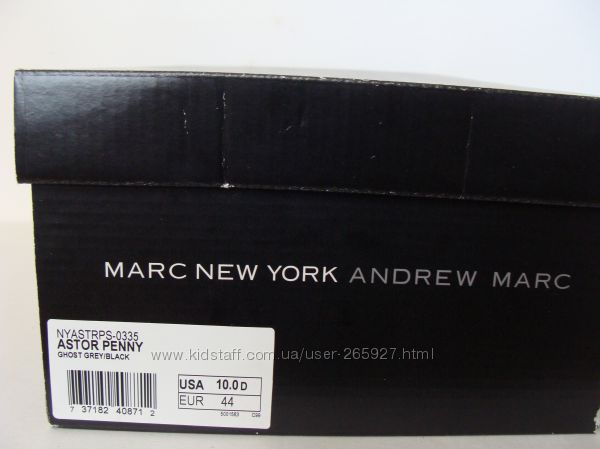 MARC NEW YORK ANDREW MARC
NYASTRPS-0335
ASTOR PENNY
GHOST GREY/BLACK
www.kidstaff.com.ua/user-265927.html
USA 10.0 D
EUR 44
7 37182 40871 2